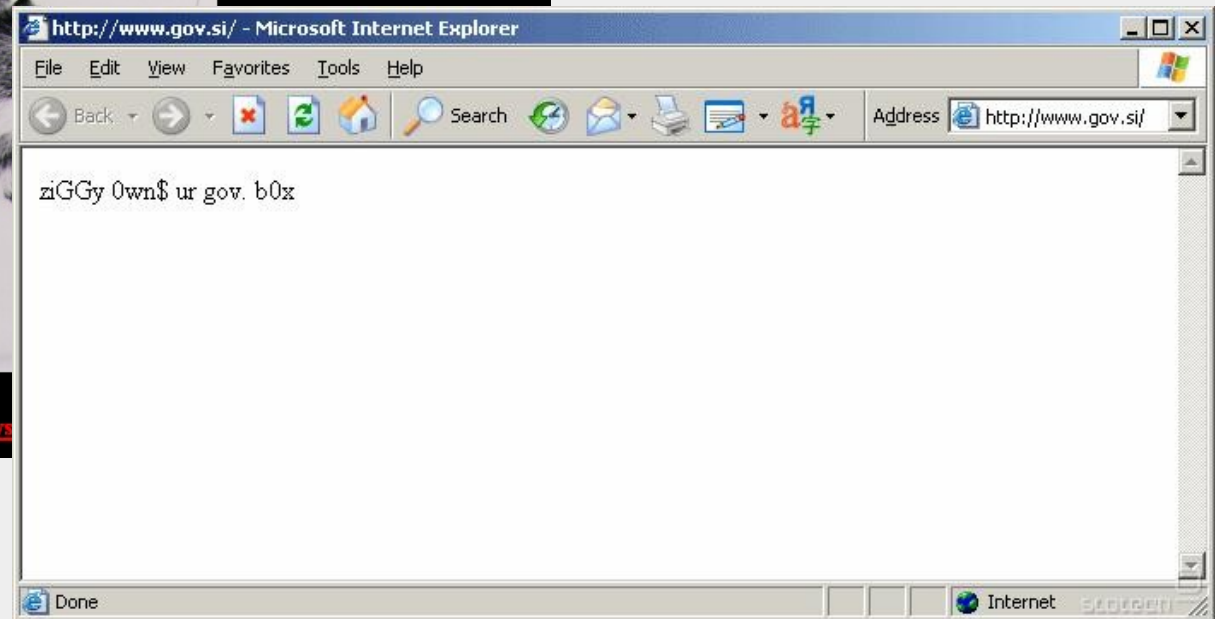 http://www.gov.si/ - Microsoft Internet Explorer
File Edit View Favorites Tools Help
Back Search Address http://www.gov.si/
ziGGy 0wn$ ur gov. b0x
Done Internet